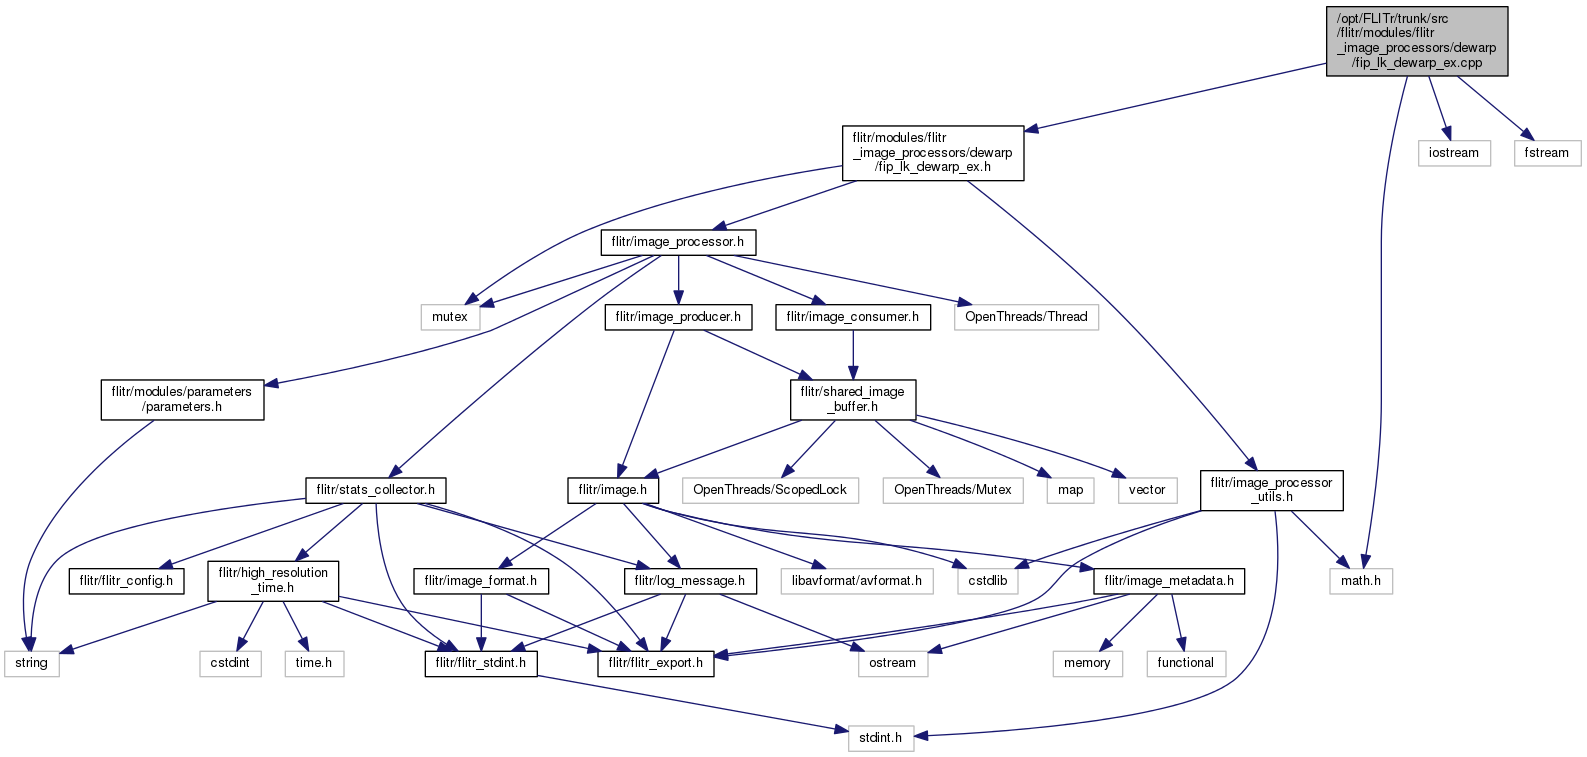 /opt/FLITr/trunk/src
/flitr/modules/flitr
_image_processors/dewarp
/fip_lk_dewarp_ex.cpp
flitr/modules/flitr
_image_processors/dewarp
/fip_lk_dewarp_ex.h
iostream
fstream
flitr/image_processor.h
mutex
flitr/image_producer.h
flitr/image_consumer.h
OpenThreads/Thread
flitr/modules/parameters
/parameters.h
flitr/shared_image
_buffer.h
flitr/stats_collector.h
flitr/image.h
OpenThreads/ScopedLock
OpenThreads/Mutex
map
vector
flitr/image_processor
_utils.h
flitr/flitr_config.h
flitr/high_resolution
_time.h
flitr/image_format.h
flitr/log_message.h
libavformat/avformat.h
cstdlib
flitr/image_metadata.h
math.h
string
cstdint
time.h
flitr/flitr_stdint.h
flitr/flitr_export.h
ostream
memory
functional
stdint.h